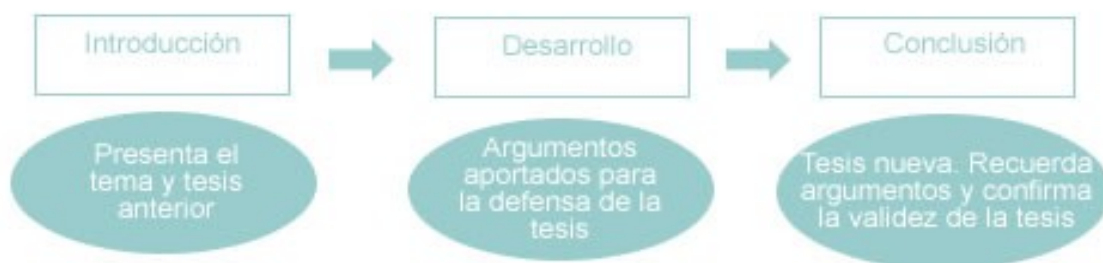 Introducción
Desarrollo
Conclusión
Presenta el
tema y tesis
anterior
Argumentos
aportados para
la defensa de la
tesis
Tesis nueva. Recuerda
argumentos y confirma
la validez de la tesis